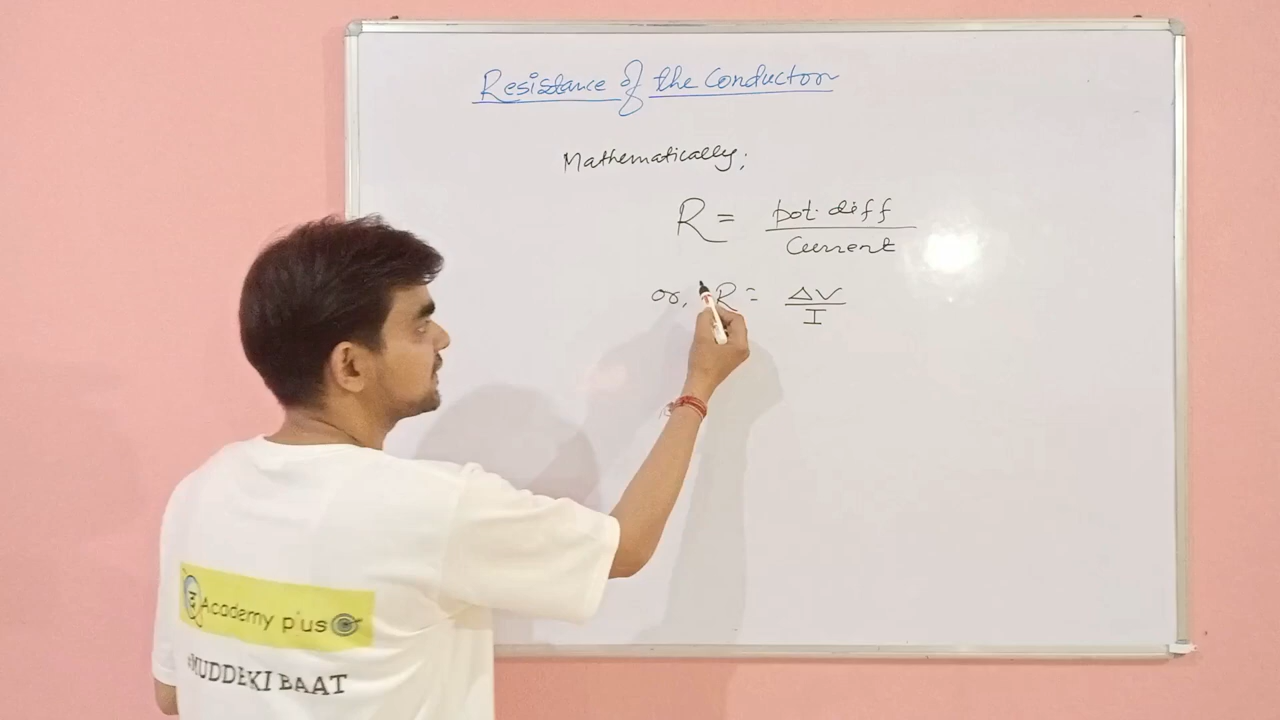 Resistance of the Conductor
Mathematically;
R = pot. diff / Current
or, R = ΔV / I
Academy plus
#MUDDE KI BAAT